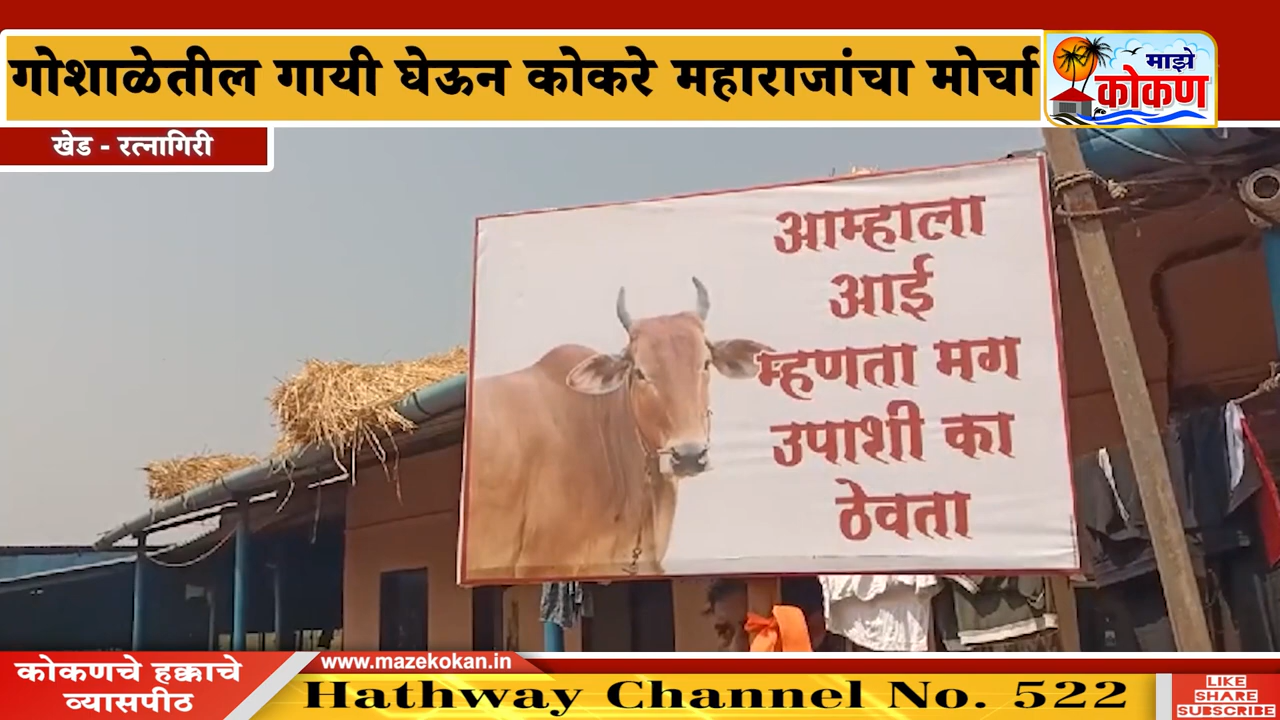 गोशाळेतील गायी घेऊन कोकरे महाराजांचा मोर्चा
माझे
कोकण
खेड - रत्नागिरी
आम्हाला
आई
म्हणता मग
उपाशी का
ठेवता
कोकणचे हक्काचे
व्यासपीठ
www.mazekokan.in
Hathway Channel No. 522
LIKE
SHARE
SUBSCRIBE